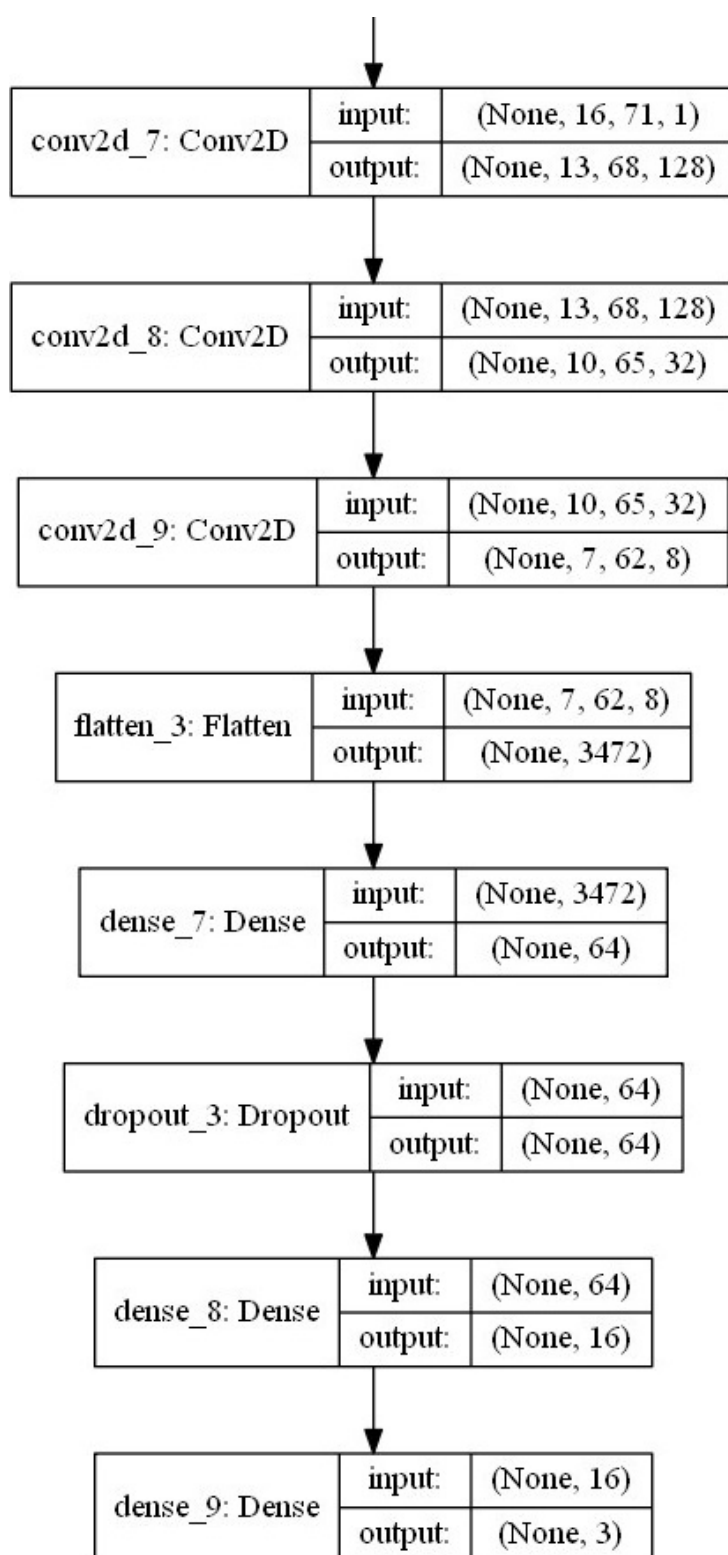 conv2d_7: Conv2D
input: (None, 16, 71, 1)
output: (None, 13, 68, 128)
conv2d_8: Conv2D
input: (None, 13, 68, 128)
output: (None, 10, 65, 32)
conv2d_9: Conv2D
input: (None, 10, 65, 32)
output: (None, 7, 62, 8)
flatten_3: Flatten
input: (None, 7, 62, 8)
output: (None, 3472)
dense_7: Dense
input: (None, 3472)
output: (None, 64)
dropout_3: Dropout
input: (None, 64)
output: (None, 64)
dense_8: Dense
input: (None, 64)
output: (None, 16)
dense_9: Dense
input: (None, 16)
output: (None, 3)